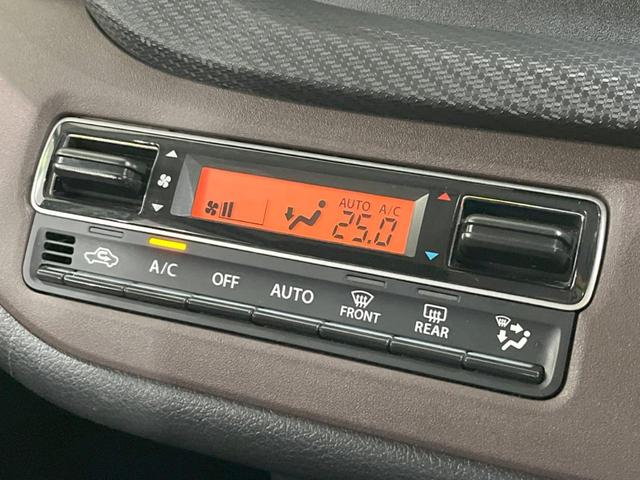 AUTO A/C
25.0
A/C
OFF
AUTO
FRONT
REAR